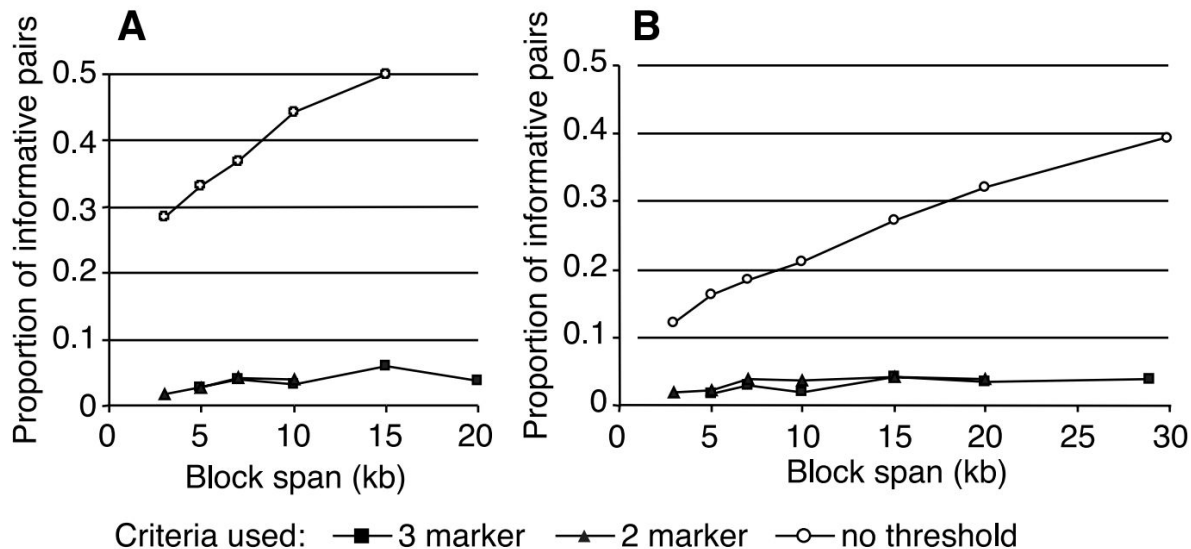 A
B
Proportion of informative pairs
0.5
0.4
0.3
0.2
0.1
0
0 5 10 15 20
Block span (kb)
Proportion of informative pairs
0.5
0.4
0.3
0.2
0.1
0
0 5 10 15 20 25 30
Block span (kb)
Criteria used: 3 marker 2 marker no threshold